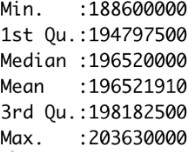 Min.   :188600000
1st Qu.:194797500
Median :196520000
Mean   :196521910
3rd Qu.:198182500
Max.   :203630000